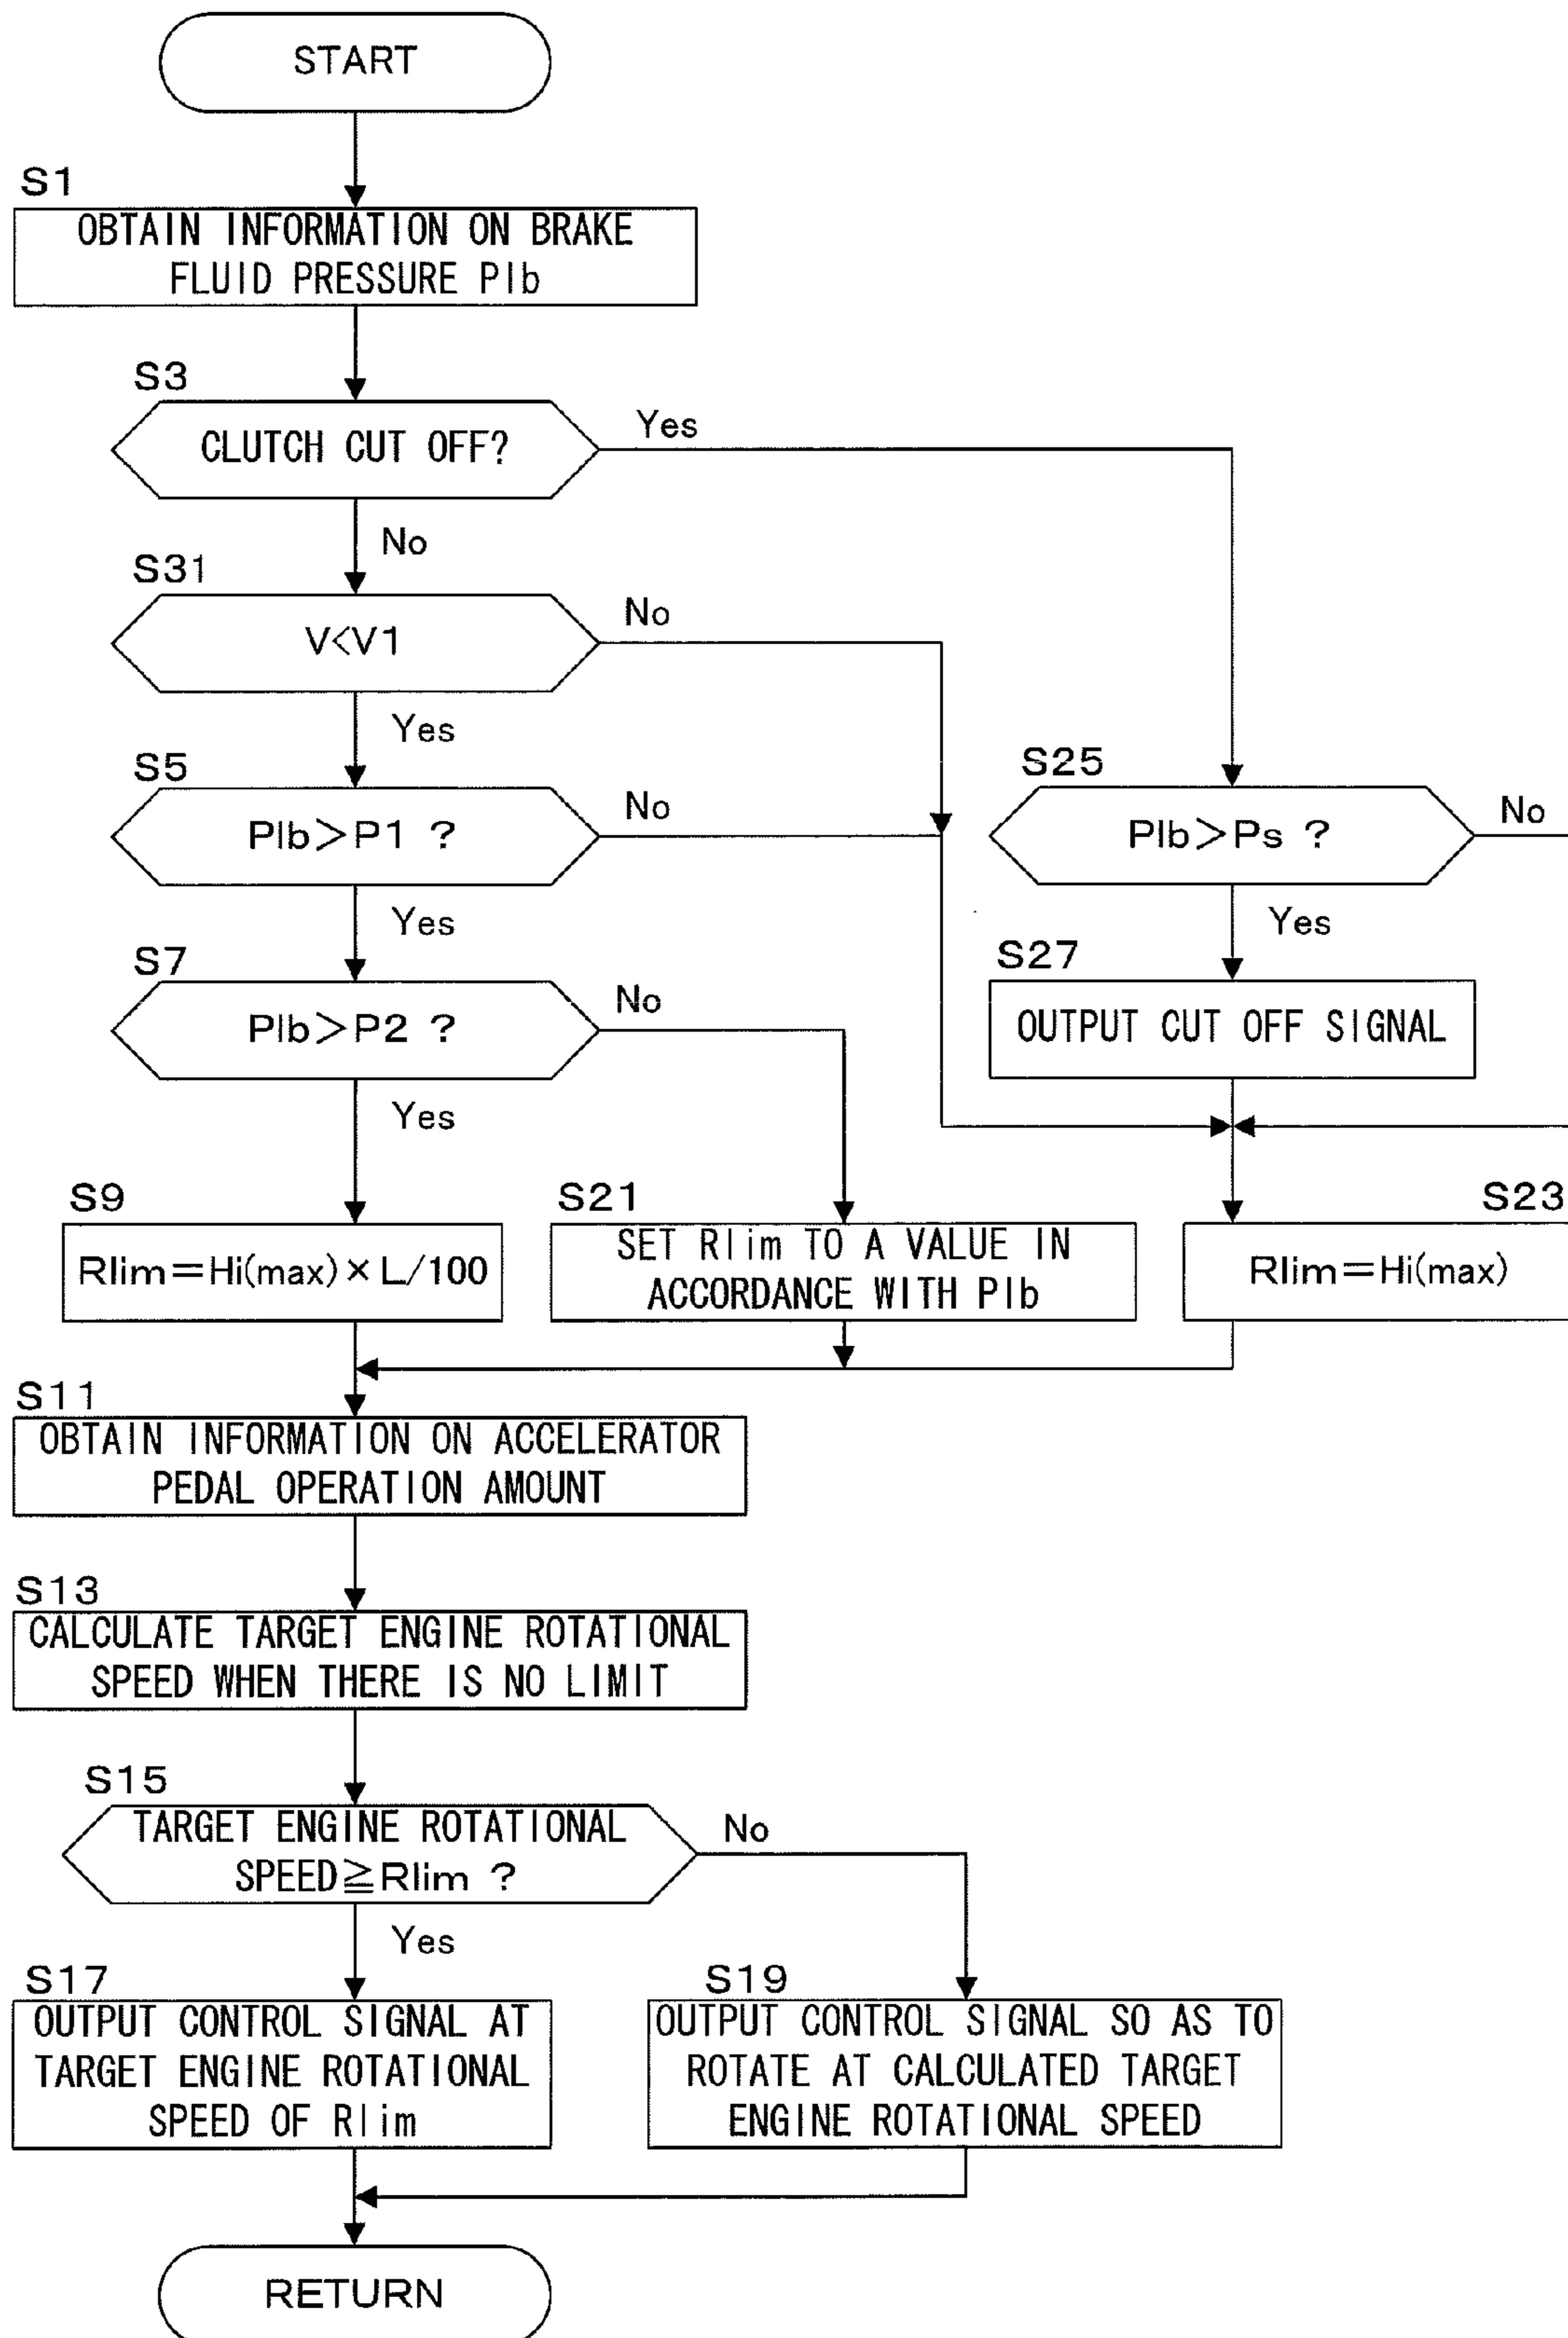 START
S1
OBTAIN INFORMATION ON BRAKE
FLUID PRESSURE Plb
S3
CLUTCH CUT OFF?
Yes
No
S31
V<V1
No
Yes
S5
Plb>P1 ?
No
Yes
S25
Plb>Ps ?
No
Yes
S7
Plb>P2 ?
No
Yes
S27
OUTPUT CUT OFF SIGNAL
S9
Rlim=Hi(max)×L/100
S21
SET Rlim TO A VALUE IN
ACCORDANCE WITH Plb
S23
Rlim=Hi(max)
S11
OBTAIN INFORMATION ON ACCELERATOR
PEDAL OPERATION AMOUNT
S13
CALCULATE TARGET ENGINE ROTATIONAL
SPEED WHEN THERE IS NO LIMIT
S15
TARGET ENGINE ROTATIONAL
SPEED≧Rlim ?
No
Yes
S17
OUTPUT CONTROL SIGNAL AT
TARGET ENGINE ROTATIONAL
SPEED OF Rlim
S19
OUTPUT CONTROL SIGNAL SO AS TO
ROTATE AT CALCULATED TARGET
ENGINE ROTATIONAL SPEED
RETURN